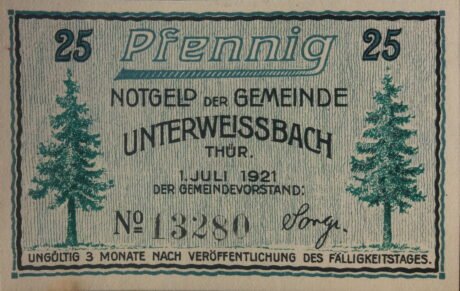 25 Pfennig 25
NOTGELD DER GEMEINDE
UNTERWEISSBACH
THÜR.
1. JULI 1921
DER GEMEINDEVORSTAND:
No 13280
UNGÜLTIG 3 MONATE NACH VERÖFFENTLICHUNG DES FÄLLIGKEITSTAGES.